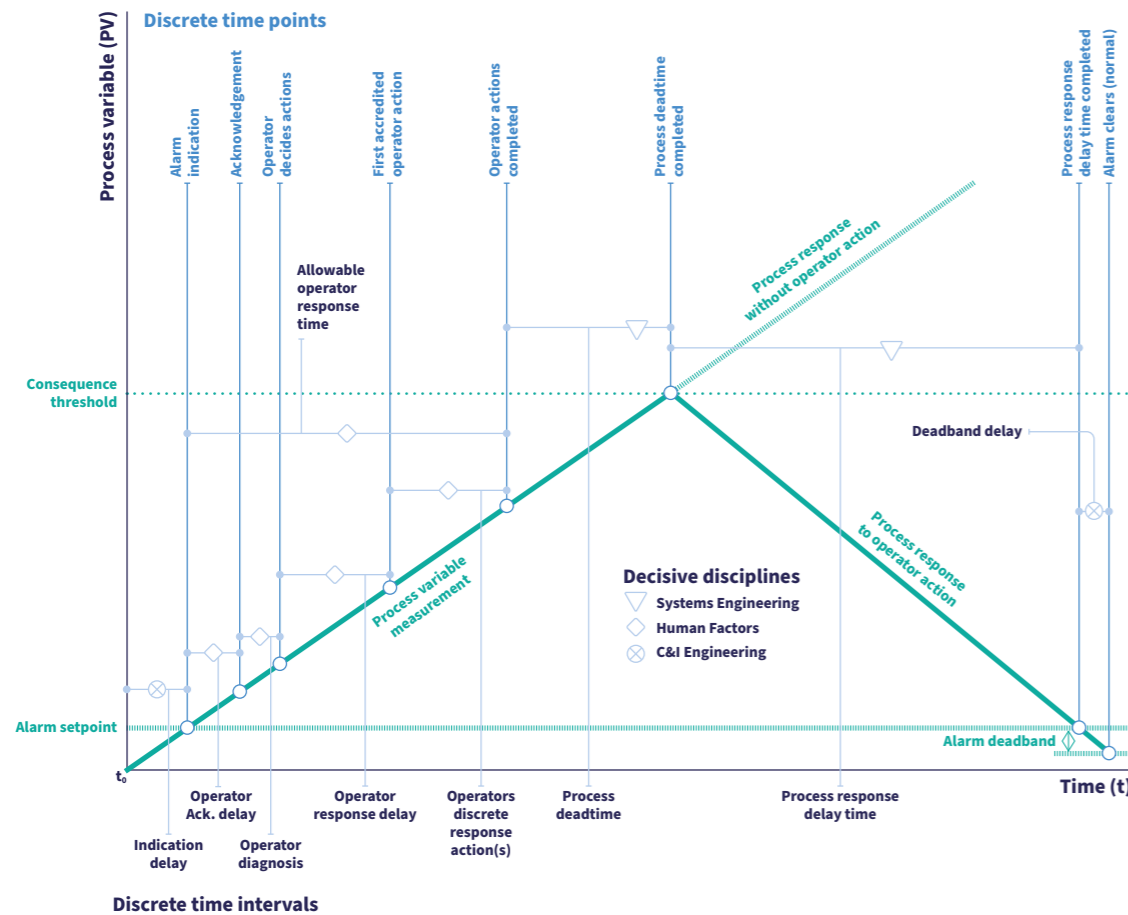 Discrete time points
Process variable (PV)
Alarm
indication
Acknowledgement
Operator
decides actions
First accredited
operator action
Operator actions
completed
Process deadtime
completed
Process response
delay time completed
Alarm clears (normal)
Process response
without operator action
Allowable
operator
response
time
Consequence
threshold
Deadband delay
Process response
to operator action
Process variable
measurement
Decisive disciplines
Systems Engineering
Human Factors
C&I Engineering
Alarm setpoint
Alarm deadband
t₀
Time (t)
Operator
Ack. delay
Operator
response delay
Operators
discrete
response
action(s)
Process
deadtime
Process response
delay time
Indication
delay
Operator
diagnosis
Discrete time intervals